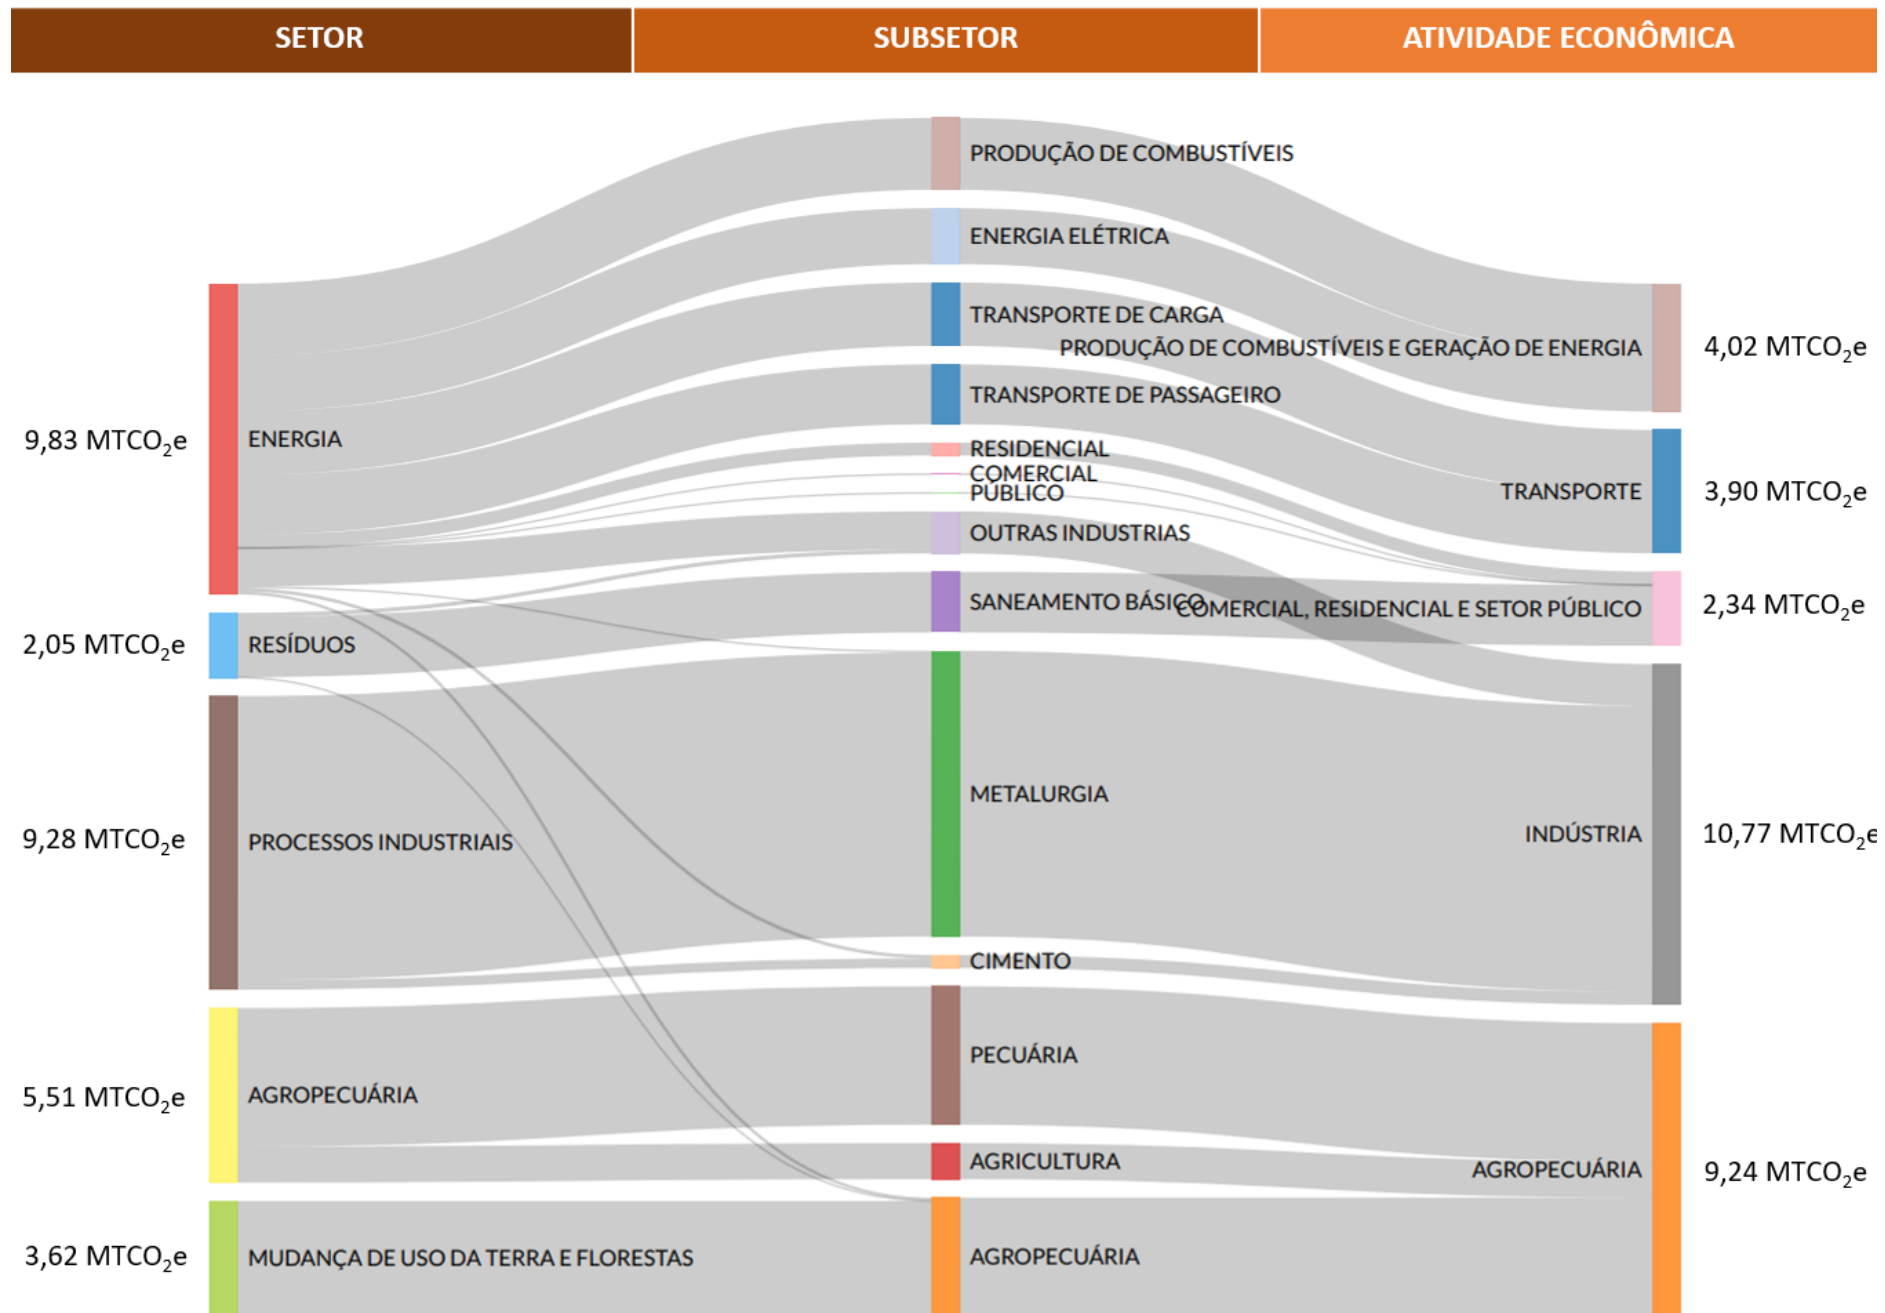 SETOR
SUBSETOR
ATIVIDADE ECONÔMICA
PRODUÇÃO DE COMBUSTÍVEIS
ENERGIA ELÉTRICA
TRANSPORTE DE CARGA
PRODUÇÃO DE COMBUSTÍVEIS E GERAÇÃO DE ENERGIA
4,02 MTCO₂e
TRANSPORTE DE PASSAGEIRO
9,83 MTCO₂e
ENERGIA
RESIDENCIAL
COMERCIAL
PÚBLICO
TRANSPORTE
3,90 MTCO₂e
OUTRAS INDUSTRIAS
SANEAMENTO BÁSICO
COMERCIAL, RESIDENCIAL E SETOR PÚBLICO
2,34 MTCO₂e
2,05 MTCO₂e
RESÍDUOS
METALURGIA
9,28 MTCO₂e
PROCESSOS INDUSTRIAIS
INDÚSTRIA
10,77 MTCO₂e
CIMENTO
PECUÁRIA
5,51 MTCO₂e
AGROPECUÁRIA
AGRICULTURA
AGROPECUÁRIA
9,24 MTCO₂e
3,62 MTCO₂e
MUDANÇA DE USO DA TERRA E FLORESTAS
AGROPECUÁRIA